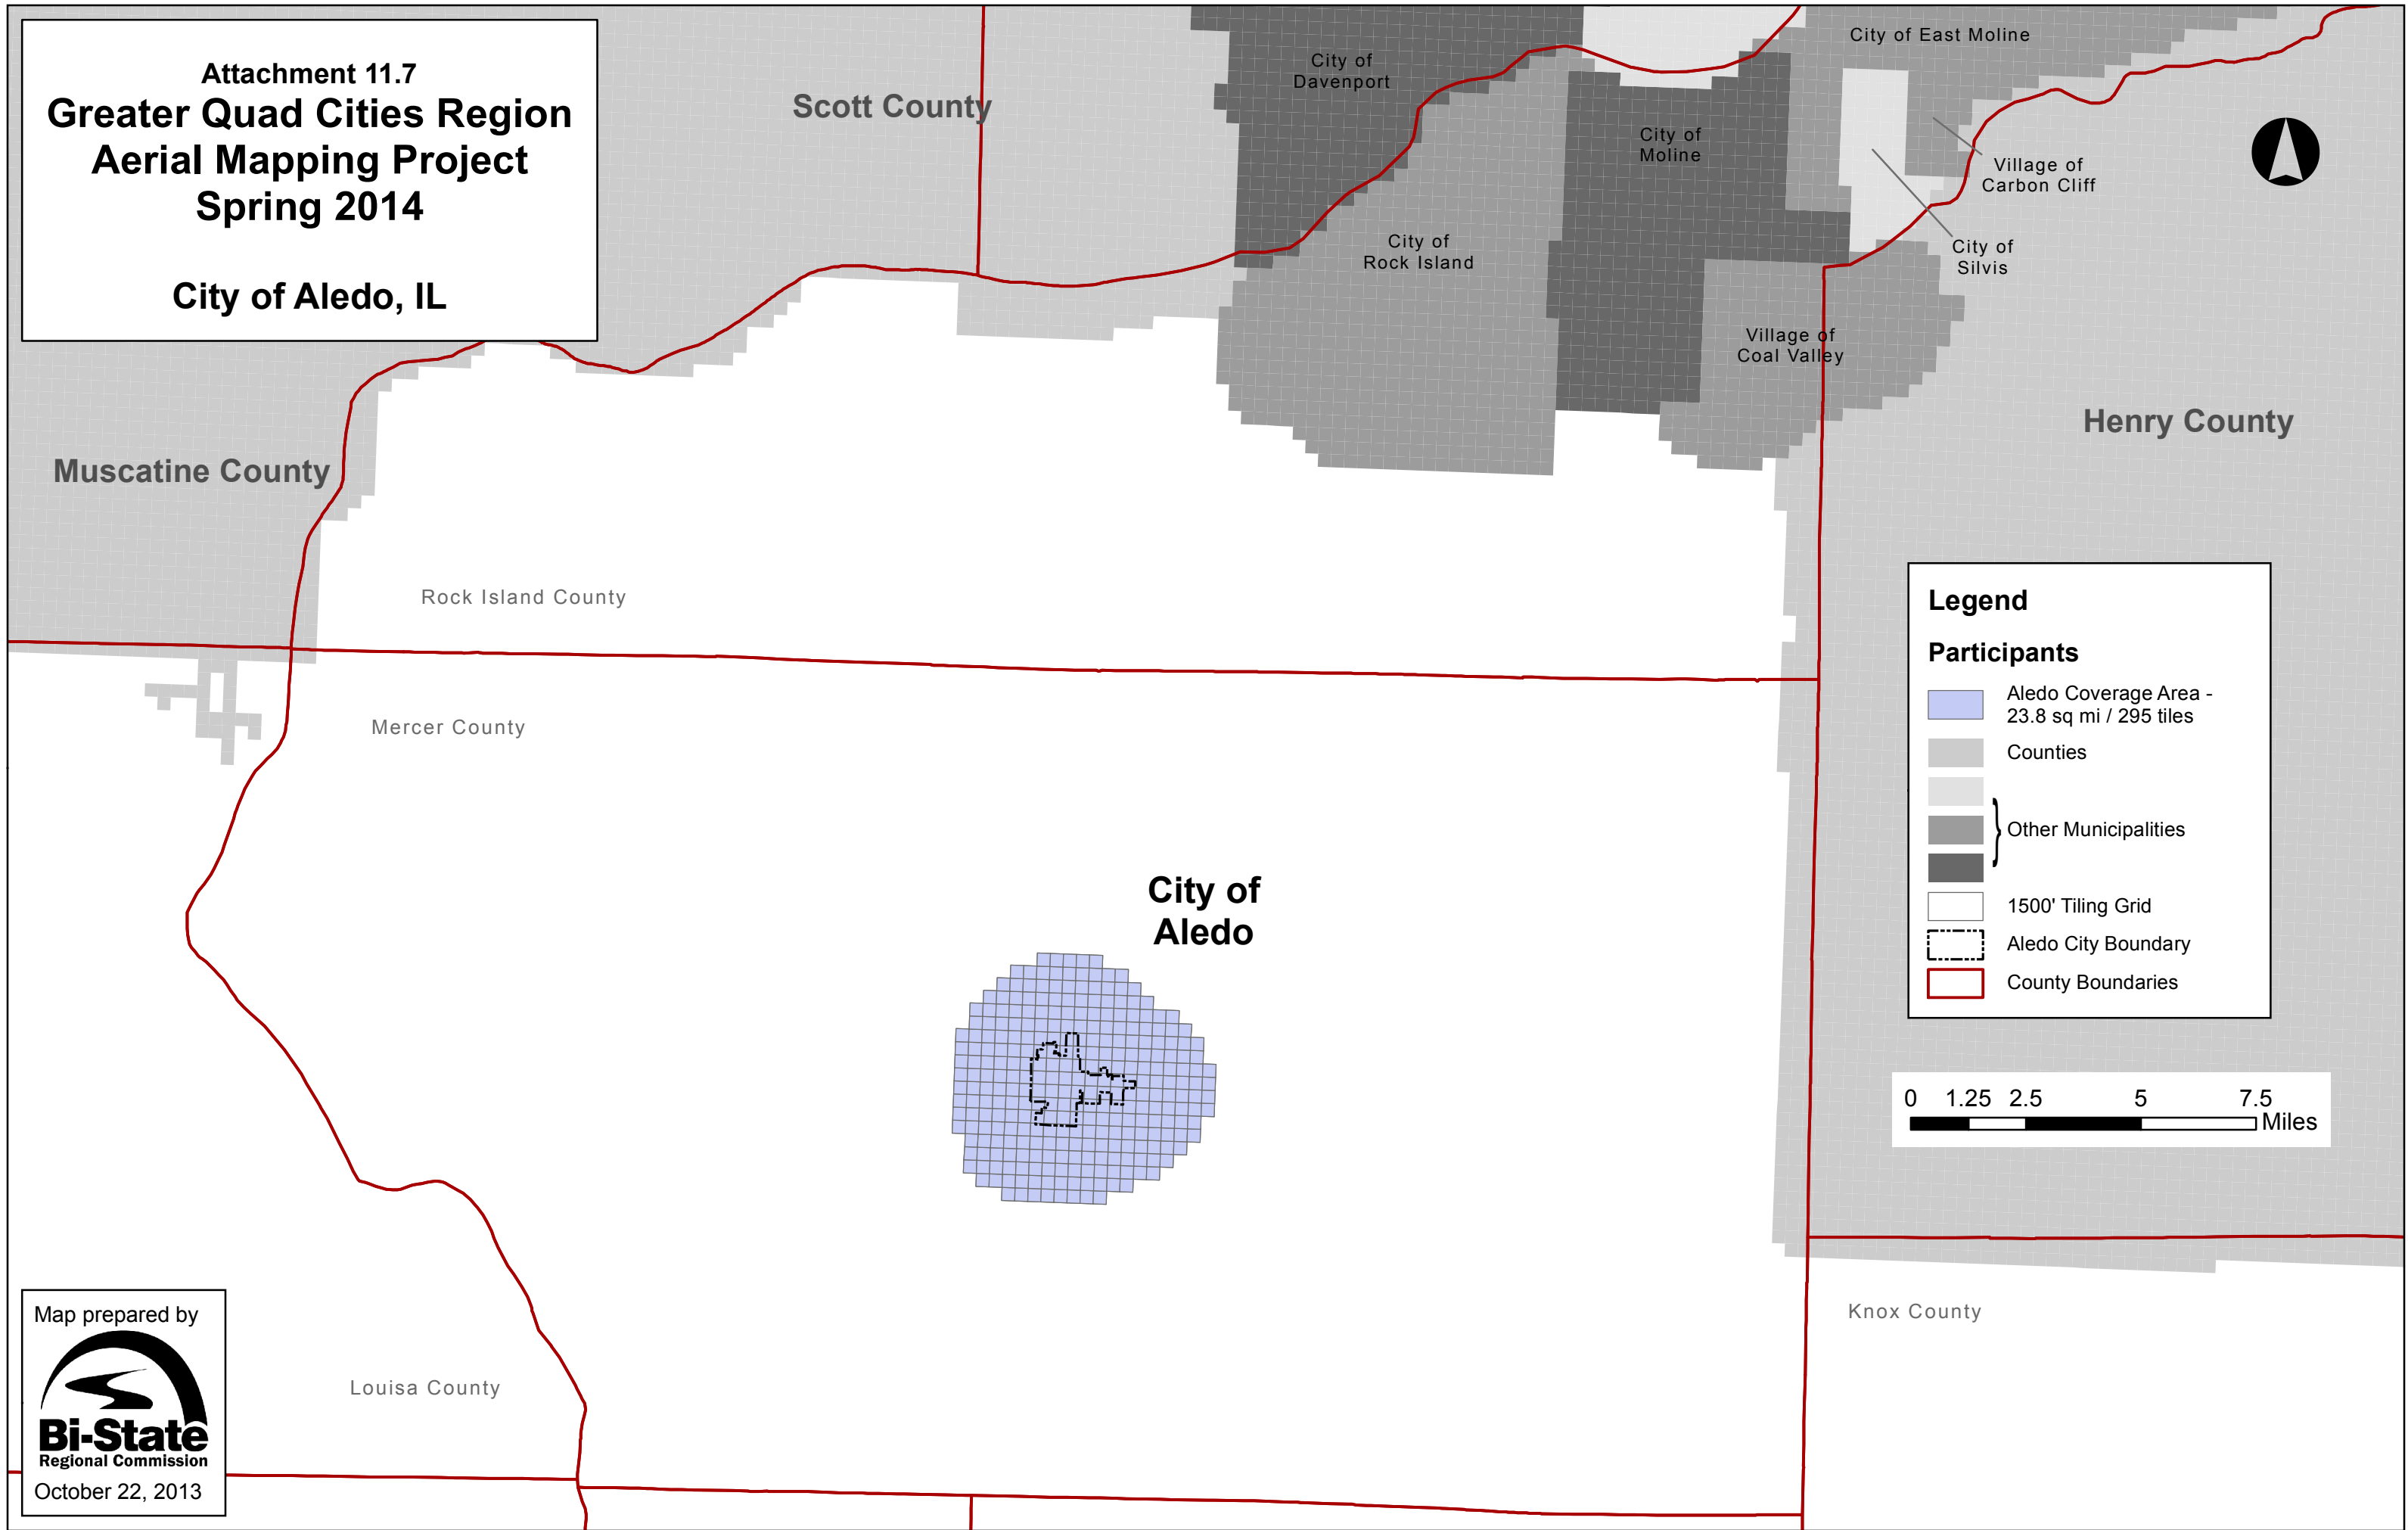 Attachment 11.7
Greater Quad Cities Region
Aerial Mapping Project
Spring 2014
City of Aledo, IL
Scott County
City of
Davenport
City of East Moline
City of
Moline
Village of
Carbon Cliff
City of
Rock Island
City of
Silvis
Village of
Coal Valley
Henry County
Muscatine County
Rock Island County
Mercer County
City of
Aledo
Legend
Participants
Aledo Coverage Area -
23.8 sq mi / 295 tiles
Counties
Other Municipalities
1500' Tiling Grid
Aledo City Boundary
County Boundaries
0 1.25 2.5 5 7.5
Miles
Knox County
Louisa County
Map prepared by
Bi-State
Regional Commission
October 22, 2013